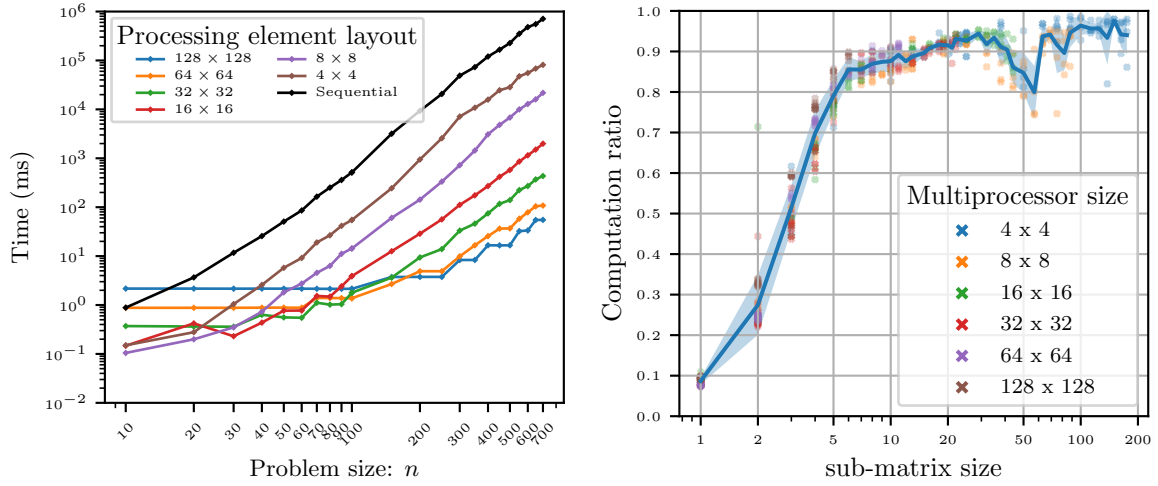 Processing element layout
128 × 128
64 × 64
32 × 32
16 × 16
8 × 8
4 × 4
Sequential
Time (ms)
10^6
10^5
10^4
10^3
10^2
10^1
10^0
10^−1
10^−2
10
20
30
40
50
60
70
80
90
100
200
300
400
500
600
700
Problem size: n
Computation ratio
1.0
0.9
0.8
0.7
0.6
0.5
0.4
0.3
0.2
0.1
0.0
Multiprocessor size
4 x 4
8 x 8
16 x 16
32 x 32
64 x 64
128 x 128
1
2
5
10
20
50
100
200
sub-matrix size